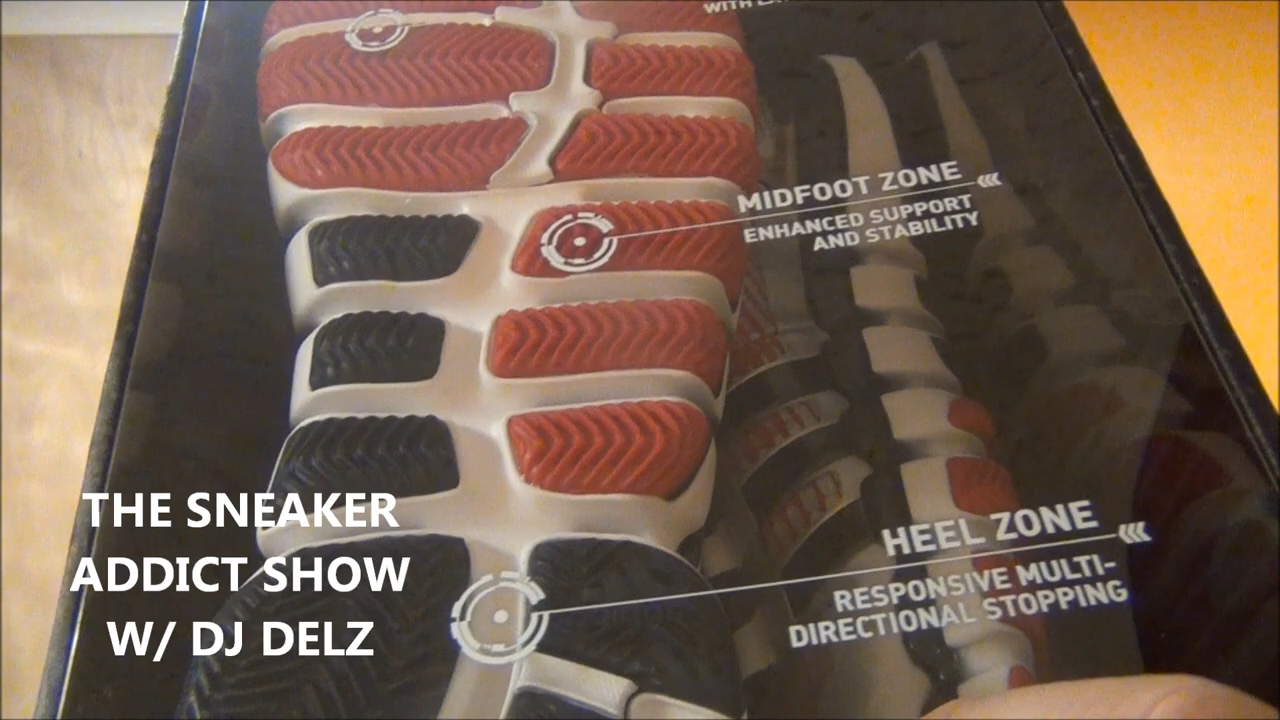 MIDFOOT ZONE
ENHANCED SUPPORT
AND STABILITY
HEEL ZONE
RESPONSIVE MULTI-
DIRECTIONAL STOPPING
THE SNEAKER
ADDICT SHOW
W/ DJ DELZ